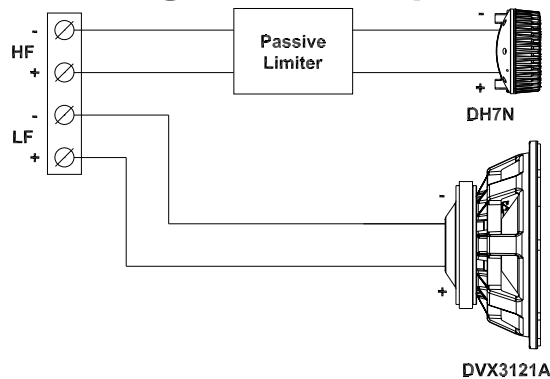 -
HF
+
-
LF
+
Passive
Limiter
-
+
DH7N
-
+
DVX3121A